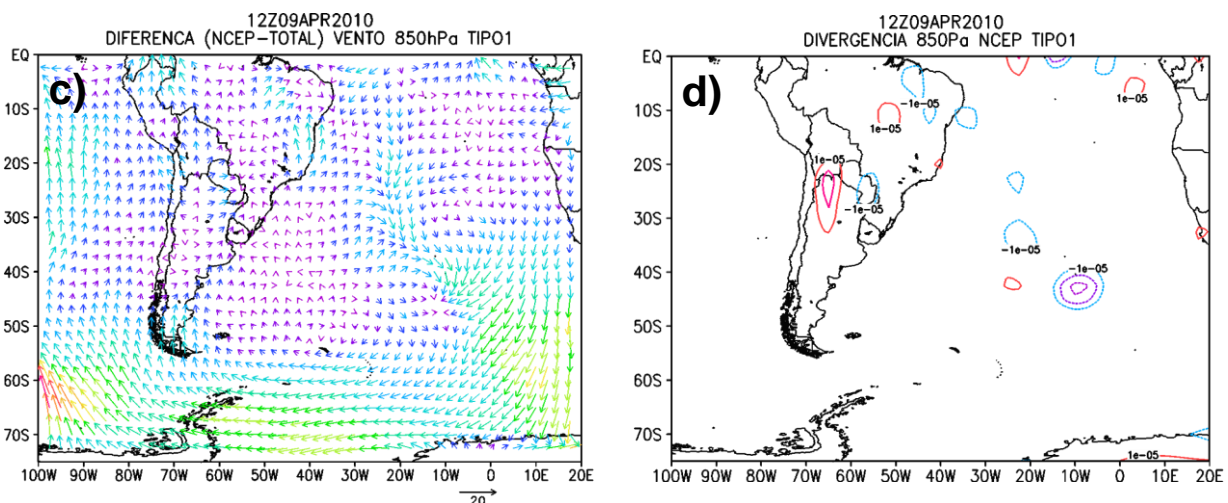 12Z09APR2010
DIFERENCA (NCEP-TOTAL) VENTO 850hPa TIPO1
c)
EQ
10S
20S
30S
40S
50S
60S
70S
100W 90W 80W 70W 60W 50W 40W 30W 20W 10W 0 10E 20E
20
12Z09APR2010
DIVERGENCIA 850Pa NCEP TIPO1
d)
EQ
10S
20S
30S
40S
50S
60S
70S
-1e-05
1e-05
1e-05
1e-05
-1e-05
-1e-05
-1e-05
1e-05
100W 90W 80W 70W 60W 50W 40W 30W 20W 10W 0 10E 20E